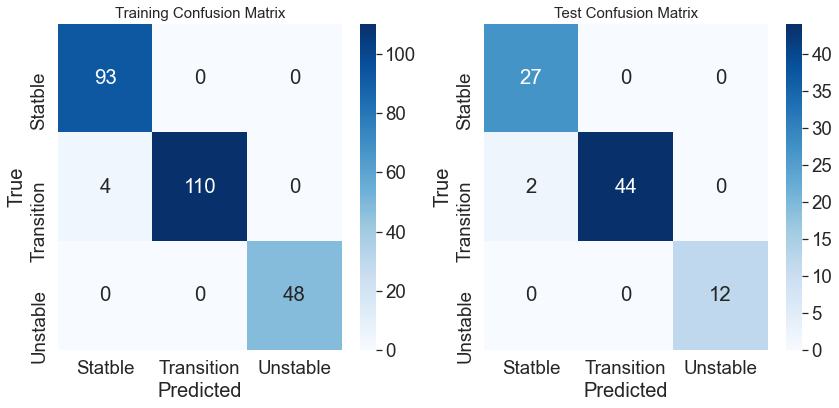 Training Confusion Matrix
True
Statble
Transition
Unstable
93 0 0
4 110 0
0 0 48
Statble Transition Unstable
Predicted
100
80
60
40
20
0
Test Confusion Matrix
True
Statble
Transition
Unstable
27 0 0
2 44 0
0 0 12
Statble Transition Unstable
Predicted
40
35
30
25
20
15
10
5
0